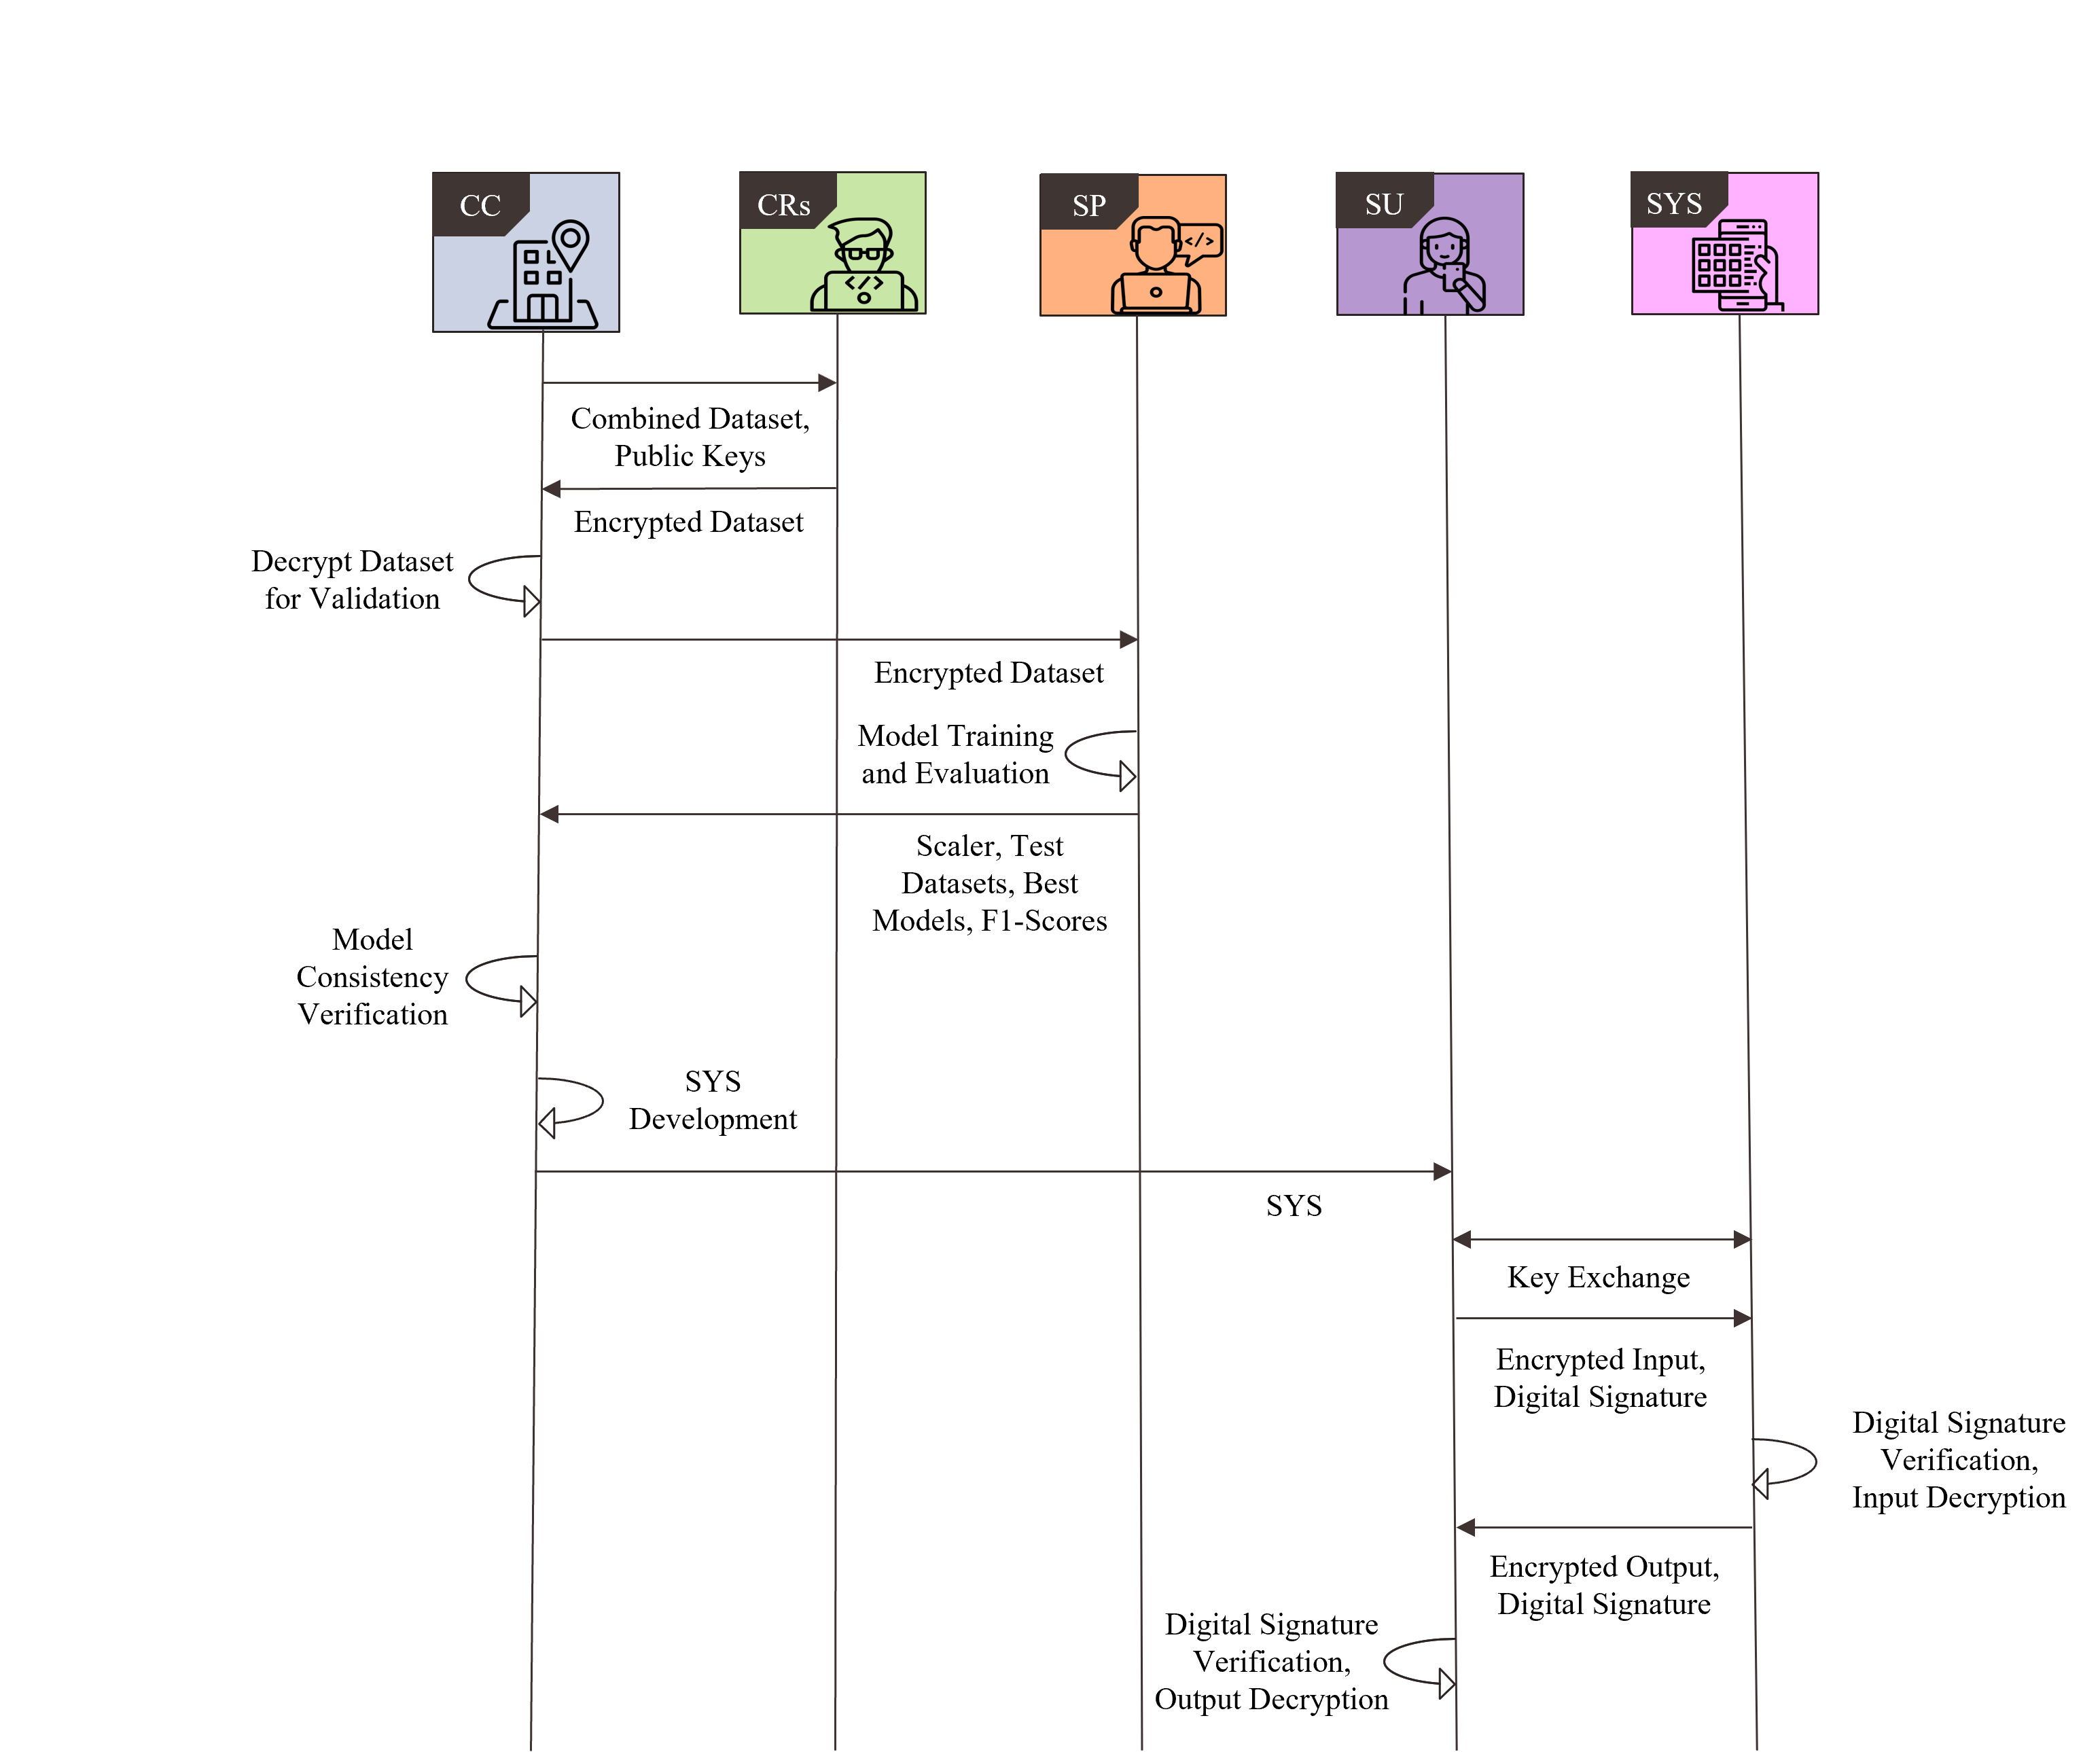 CC
CRs
SP
SU
SYS
Combined Dataset,
Public Keys
Encrypted Dataset
Decrypt Dataset
for Validation
Encrypted Dataset
Model Training
and Evaluation
Scaler, Test
Datasets, Best
Models, F1-Scores
Model
Consistency
Verification
SYS
Development
SYS
Key Exchange
Encrypted Input,
Digital Signature
Digital Signature
Verification,
Input Decryption
Encrypted Output,
Digital Signature
Digital Signature
Verification,
Output Decryption